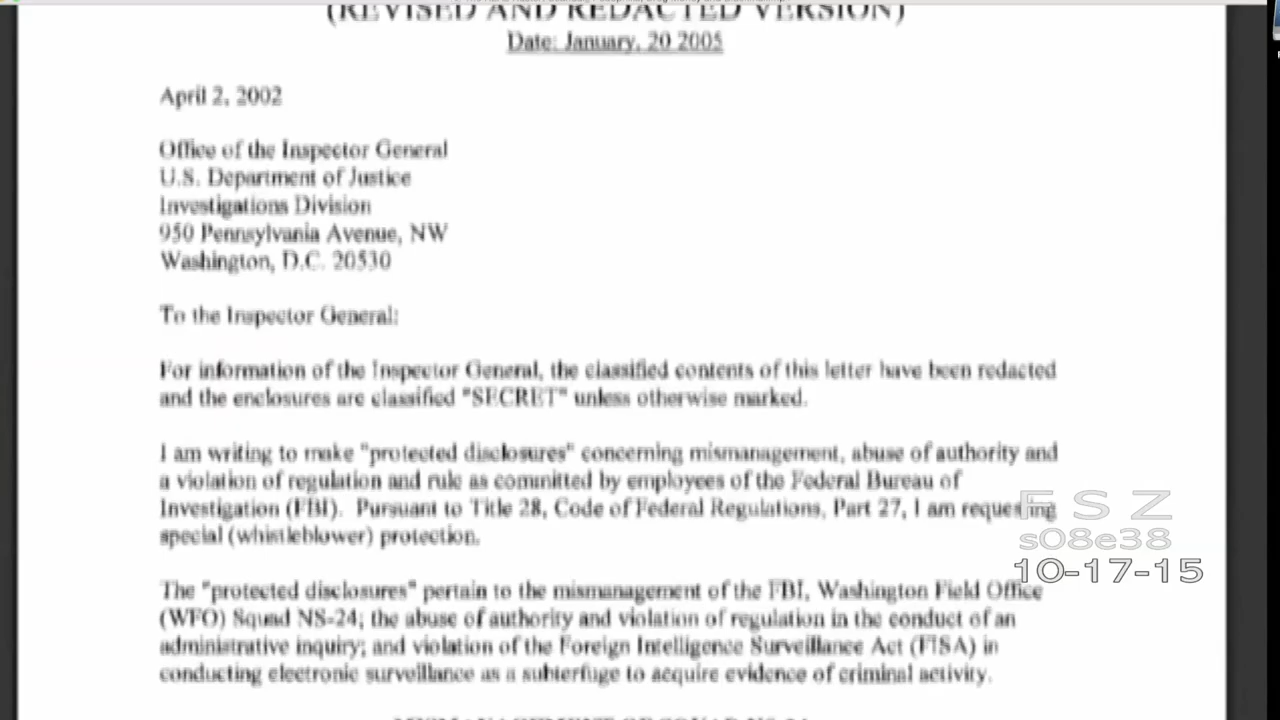 (REVISED AND REDACTED VERSION)
Date: January, 20 2005
April 2, 2002
Office of the Inspector General
U.S. Department of Justice
Investigations Division
950 Pennsylvania Avenue, NW
Washington, D.C. 20530
To the Inspector General:
For information of the Inspector General, the classified contents of this letter have been redacted
and the enclosures are classified "SECRET" unless otherwise marked.
I am writing to make "protected disclosures" concerning mismanagement, abuse of authority and
a violation of regulation and rule as committed by employees of the Federal Bureau of
Investigation (FBI). Pursuant to Title 28, Code of Federal Regulations, Part 27, I am requesting
special (whistleblower) protection.
The "protected disclosures" pertain to the mismanagement of the FBI, Washington Field Office
(WFO) Squad NS-24; the abuse of authority and violation of regulation in the conduct of an
administrative inquiry; and violation of the Foreign Intelligence Surveillance Act (FISA) in
conducting electronic surveillance as a subterfuge to acquire evidence of criminal activity.
FSZ
s08e38
10-17-15